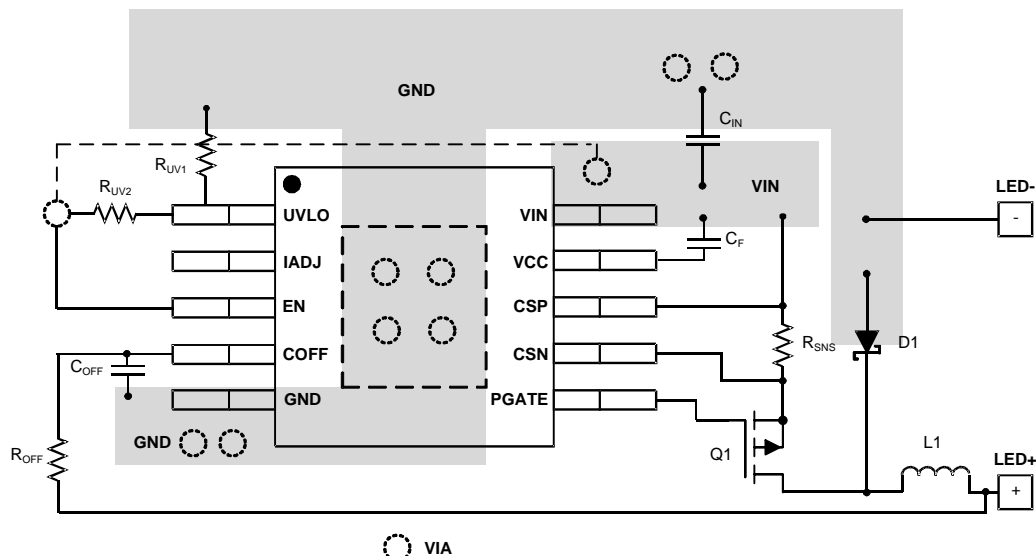 GND
C_IN
R_UV1
VIN
LED-
R_UV2
-
UVLO
VIN
C_F
IADJ
VCC
EN
CSP
R_SNS
D1
COFF
CSN
C_OFF
GND
PGATE
GND
R_OFF
Q1
L1
LED+
+
VIA